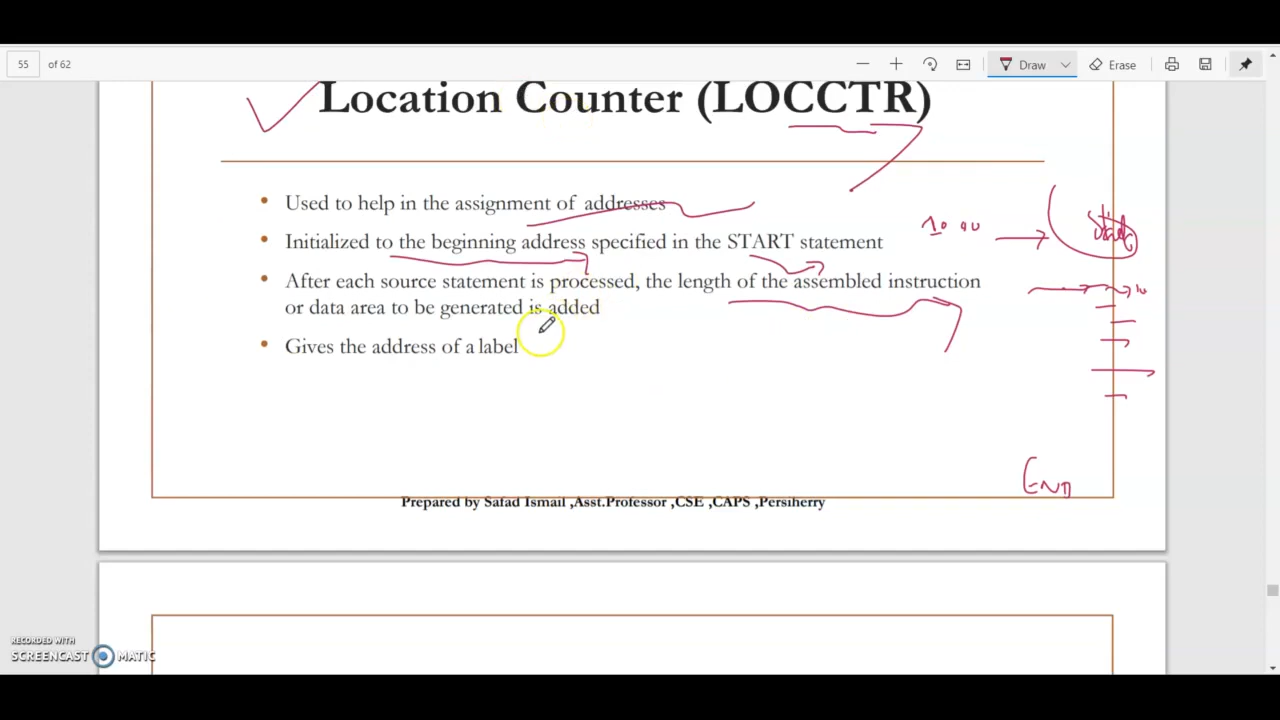 55 of 62
Draw
Erase
Location Counter (LOCCTR)
• Used to help in the assignment of addresses
• Initialized to the beginning address specified in the START statement
• After each source statement is processed, the length of the assembled instruction
or data area to be generated is added
• Gives the address of a label
END
Prepared by Safad Ismail ,Asst.Professor ,CSE ,CAPS ,Persiherry
RECORDED WITH
SCREENCAST MATIC